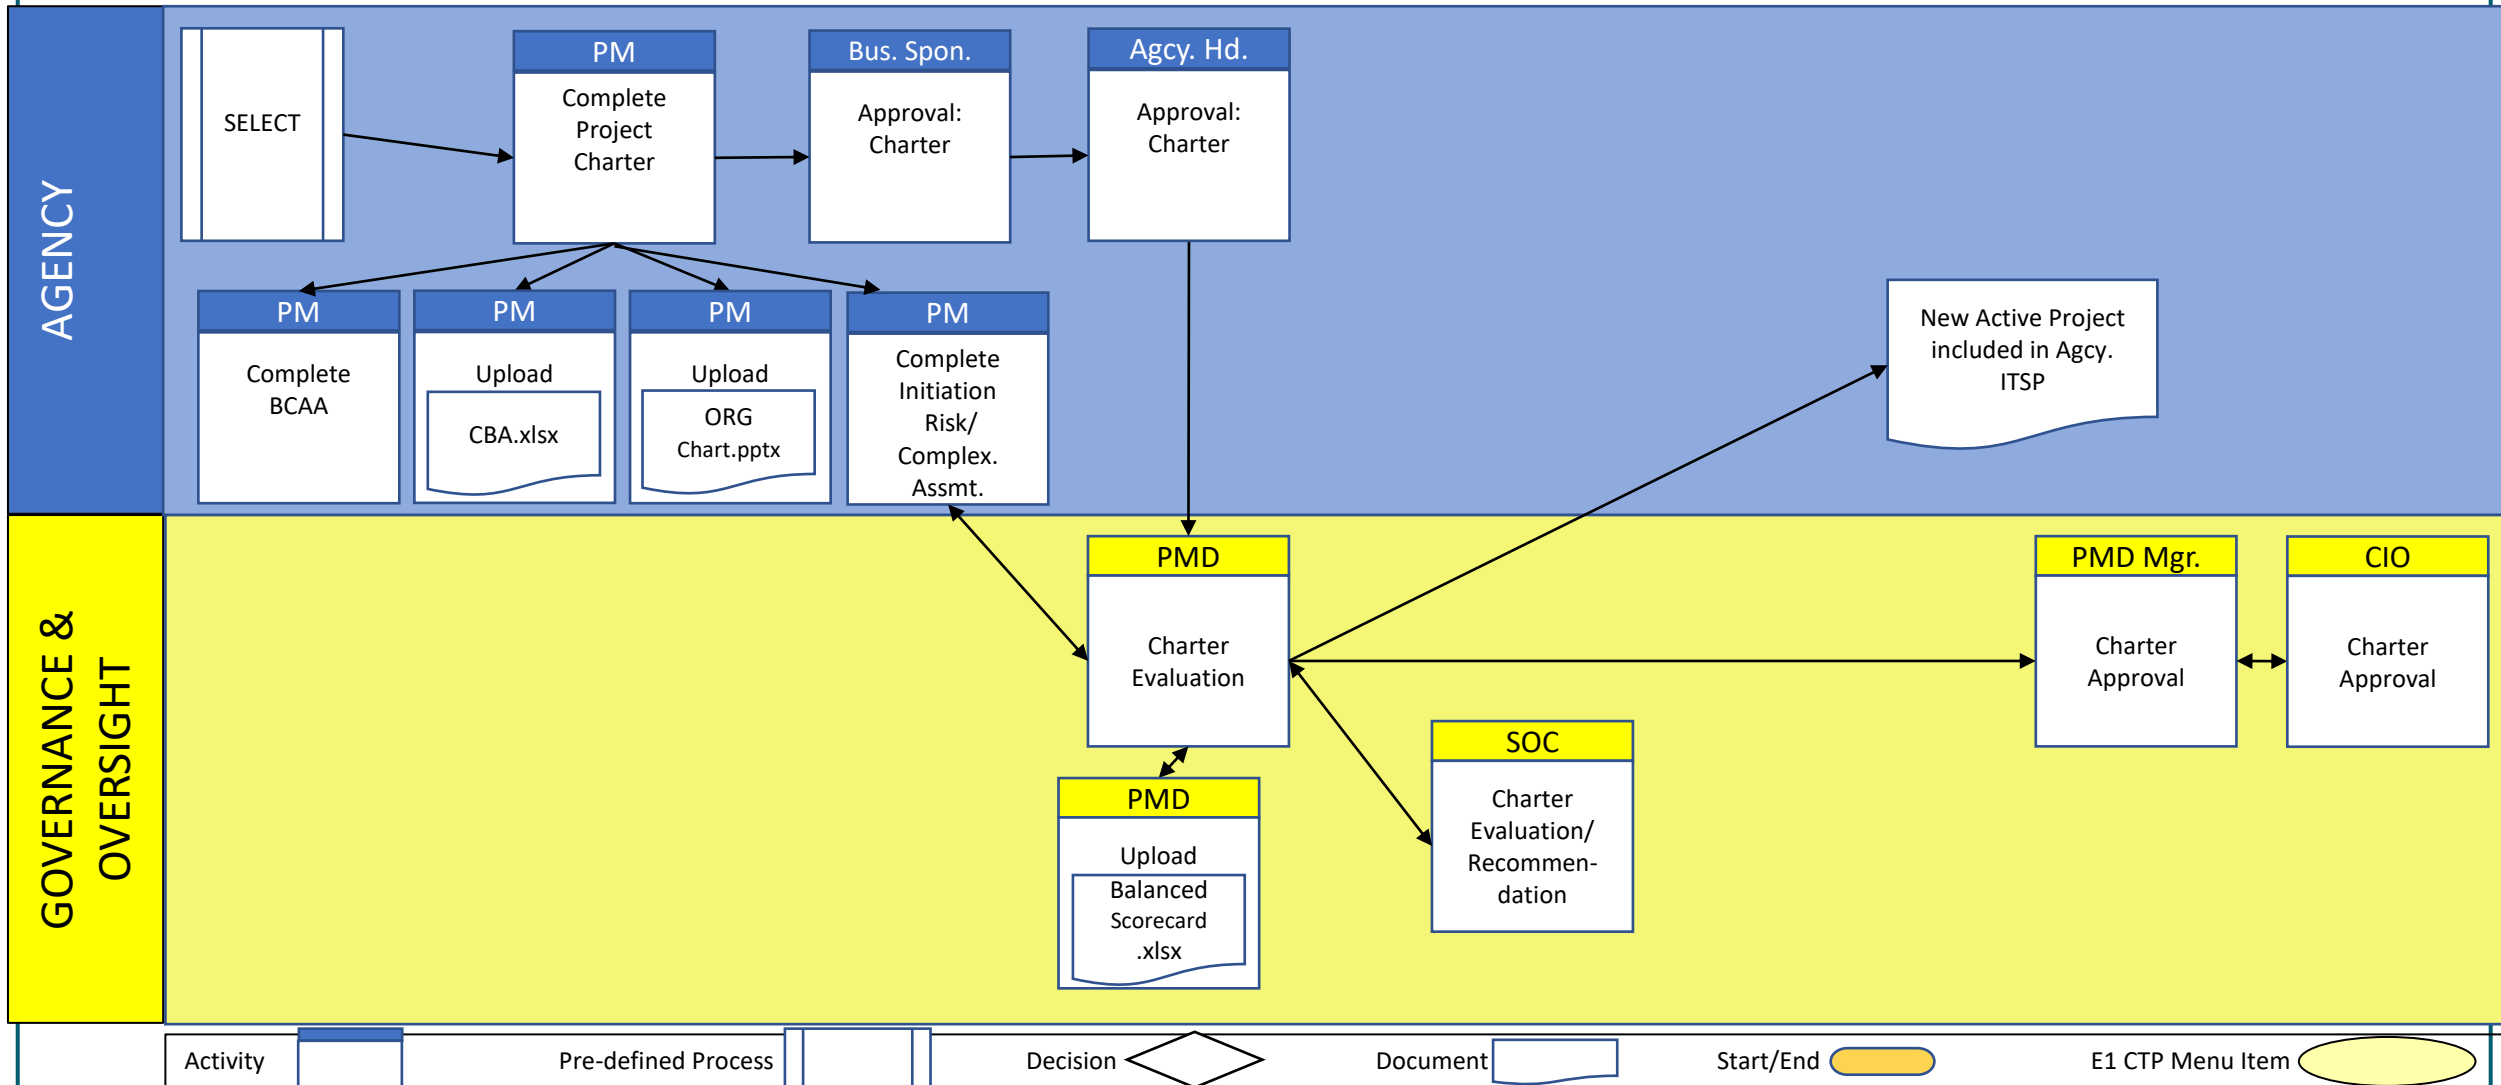 AGENCY
SELECT
PM
Complete
Project
Charter
Bus. Spon.
Approval:
Charter
Agcy. Hd.
Approval:
Charter
PM
Complete
BCAA
PM
Upload
CBA.xlsx
PM
Upload
ORG
Chart.pptx
PM
Complete
Initiation
Risk/
Complex.
Assmt.
New Active Project
included in Agcy.
ITSP
GOVERNANCE &
OVERSIGHT
PMD
Charter
Evaluation
PMD
Upload
Balanced
Scorecard
.xlsx
SOC
Charter
Evaluation/
Recommen-
dation
PMD Mgr.
Charter
Approval
CIO
Charter
Approval
Activity
Pre-defined Process
Decision
Document
Start/End
E1 CTP Menu Item